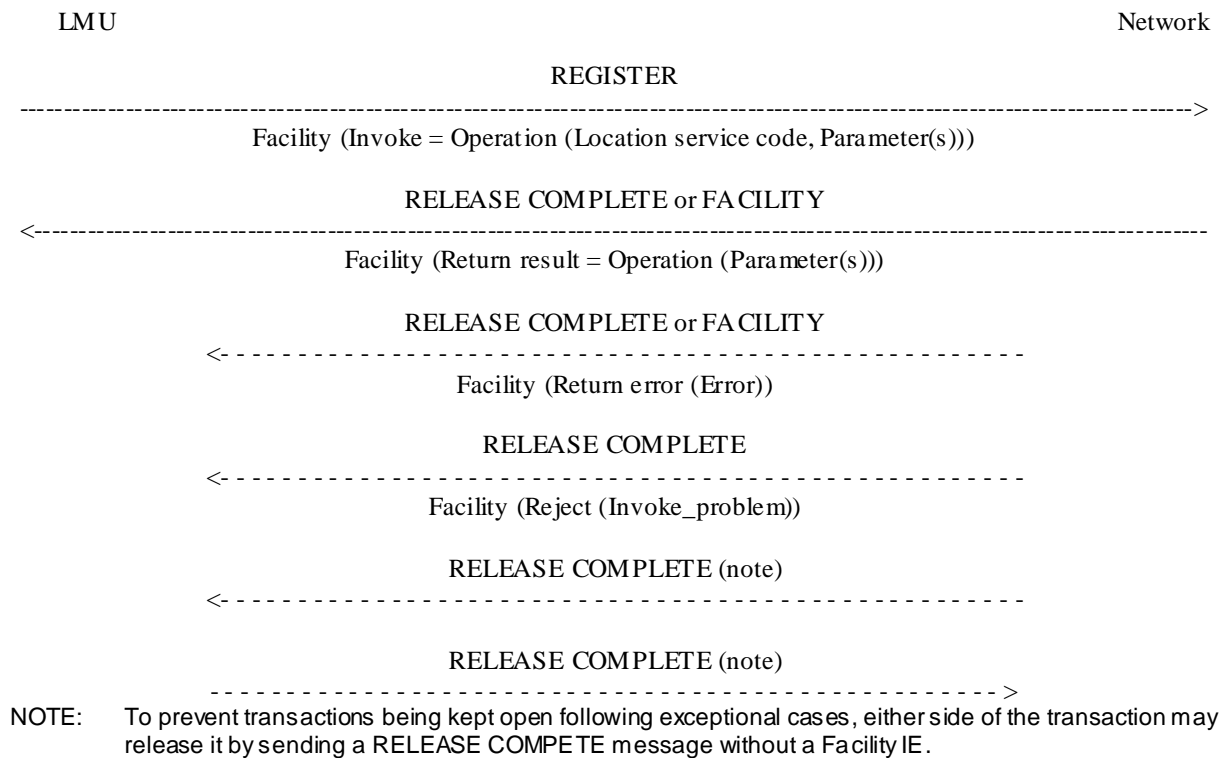 LMU Network
REGISTER
------------------------------------------------------------------------------------------------------------------------------------>
Facility (Invoke = Operation (Location service code, Parameter(s)))
RELEASE COMPLETE or FACILITY
<------------------------------------------------------------------------------------------------------------------------------------
Facility (Return result = Operation (Parameter(s)))
RELEASE COMPLETE or FACILITY
<- - - - - - - - - - - - - - - - - - - - - - - - - - - - - - - - - - - - - - - - - - - - - - - - - - - -
Facility (Return error (Error))
RELEASE COMPLETE
<- - - - - - - - - - - - - - - - - - - - - - - - - - - - - - - - - - - - - - - - - - - - - - - - - - - -
Facility (Reject (Invoke_problem))
RELEASE COMPLETE (note)
<- - - - - - - - - - - - - - - - - - - - - - - - - - - - - - - - - - - - - - - - - - - - - - - - - - - -
RELEASE COMPLETE (note)
- - - - - - - - - - - - - - - - - - - - - - - - - - - - - - - - - - - - - - - - - - - - - - - - - - - >
NOTE: To prevent transactions being kept open following exceptional cases, either side of the transaction may
release it by sending a RELEASE COMPETE message without a Facility IE.